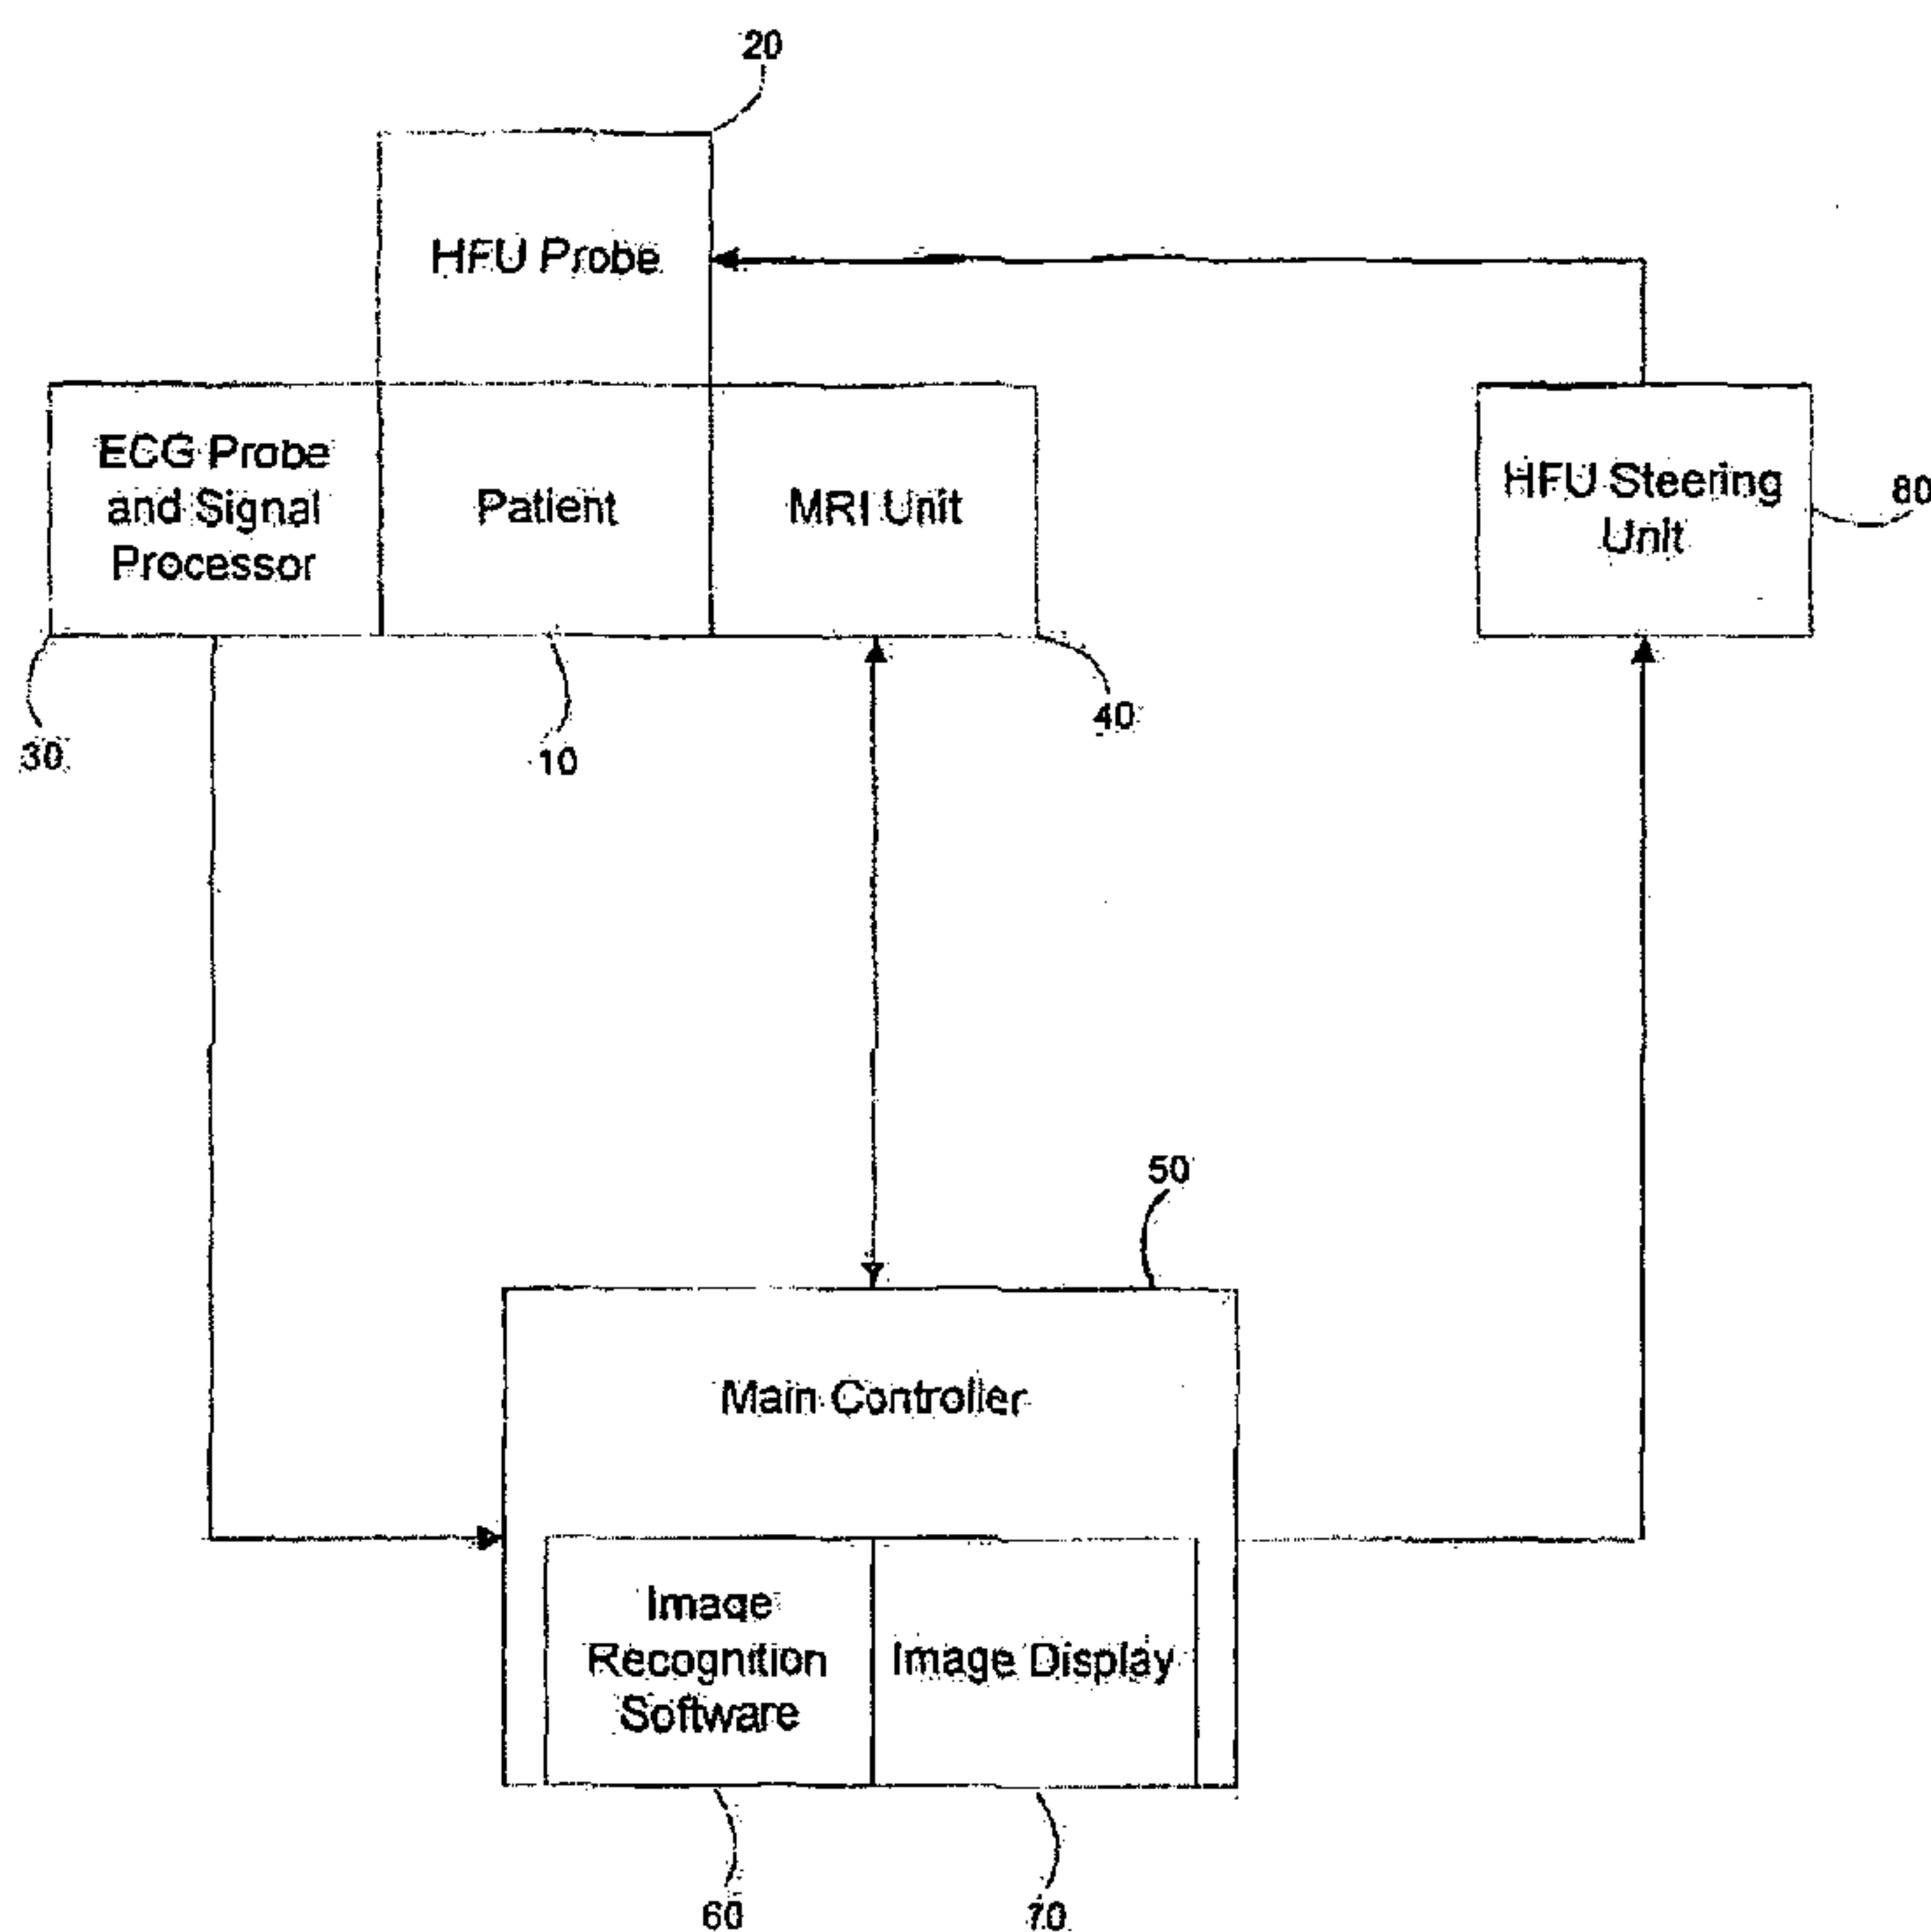 20
HFU Probe
ECG Probe
and Signal
Processor
Patient
MRI Unit
HFU Steering
Unit
80
30
10
40
50
Main Controller
Image
Recognition
Software
Image Display
60
70